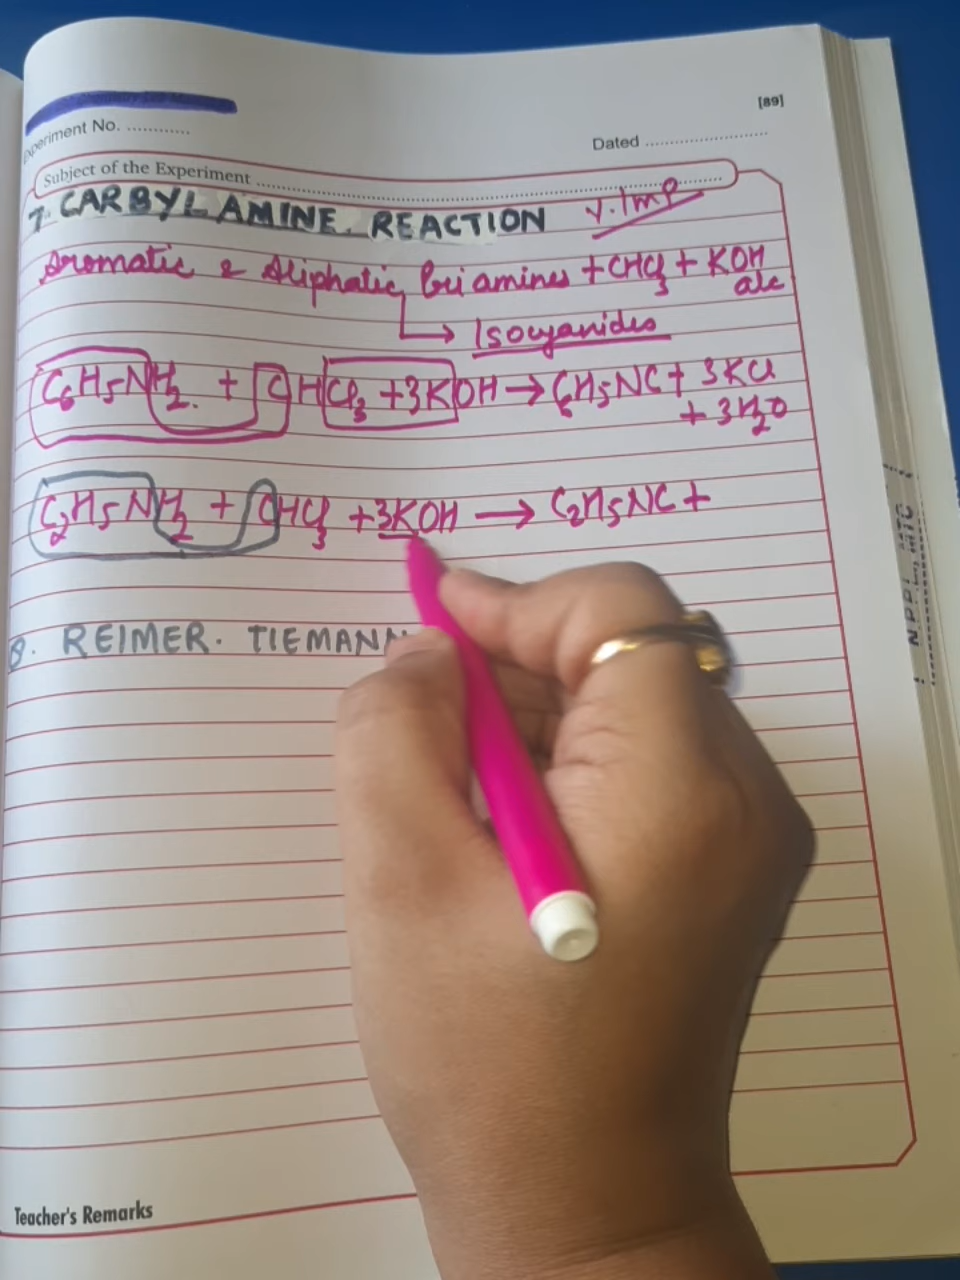 [89]
Experiment No. ............
Dated ........................
Subject of the Experiment ........................
7. CARBYLAMINE REACTION V.Imp
Aromatic & Aliphatic pri amines + CHCl3 + KOH
alc
→ Isocyanides
C6H5NH2 + CHCl3 + 3KOH → C6H5NC + 3KCl
+ 3H2O
C2H5NH2 + CHCl3 + 3KOH → C2H5NC +
8. REIMER. TIEMANN
Teacher's Remarks